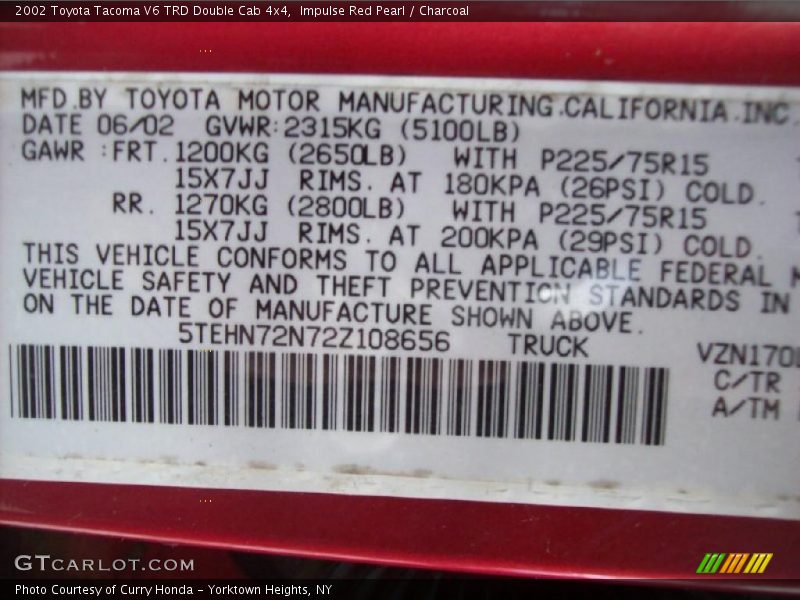 2002 Toyota Tacoma V6 TRD Double Cab 4x4, Impulse Red Pearl / Charcoal
MFD.BY TOYOTA MOTOR MANUFACTURING.CALIFORNIA.INC.
DATE 06/02 GVWR:2315KG (5100LB)
GAWR :FRT.1200KG (2650LB) WITH P225/75R15
15X7JJ RIMS. AT 180KPA (26PSI) COLD.
RR. 1270KG (2800LB) WITH P225/75R15
15X7JJ RIMS. AT 200KPA (29PSI) COLD.
THIS VEHICLE CONFORMS TO ALL APPLICABLE FEDERAL
VEHICLE SAFETY AND THEFT PREVENTION STANDARDS IN
ON THE DATE OF MANUFACTURE SHOWN ABOVE.
5TEHN72N72Z108656 TRUCK VZN170
C/TR
A/TM
GTcarlot.com
Photo Courtesy of Curry Honda - Yorktown Heights, NY